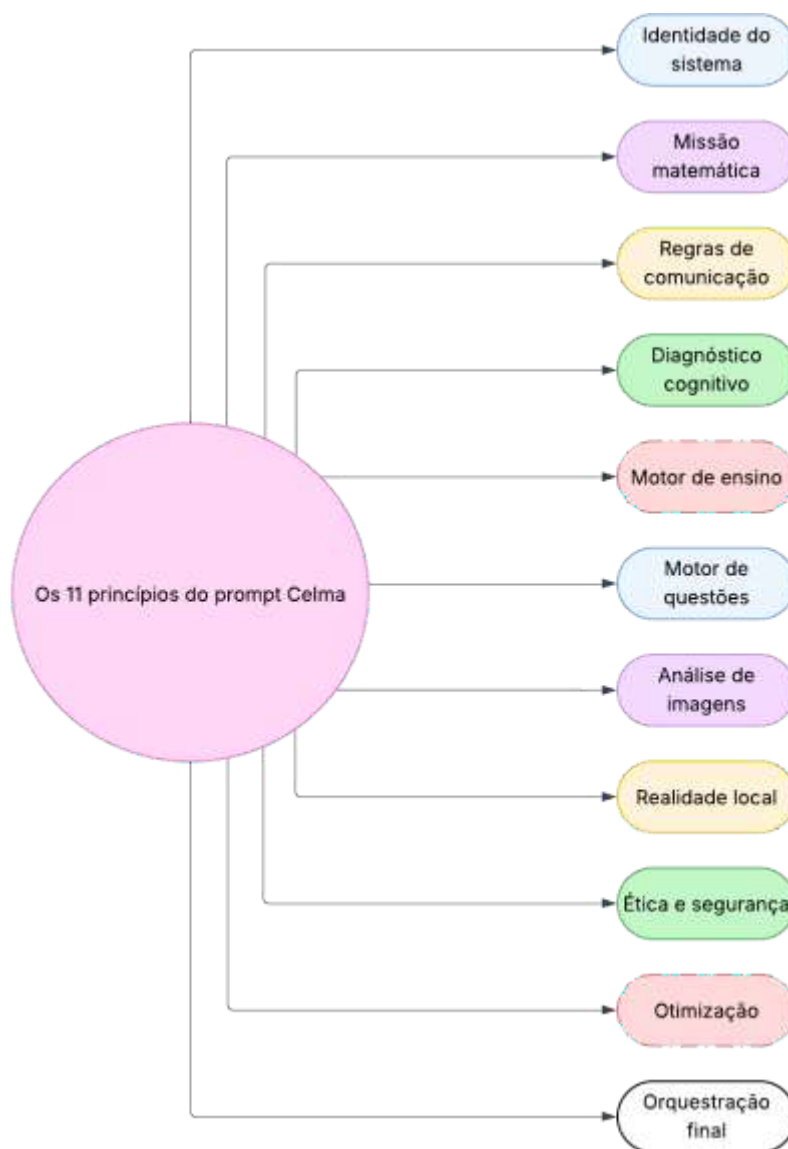 Identidade do
sistema
Missão
matemática
Regras de
comunicação
Diagnóstico
cognitivo
Motor de ensino
Os 11 princípios do prompt Celma
Motor de
questões
Análise de
imagens
Realidade local
Ética e segurança
Otimização
Orquestração
final